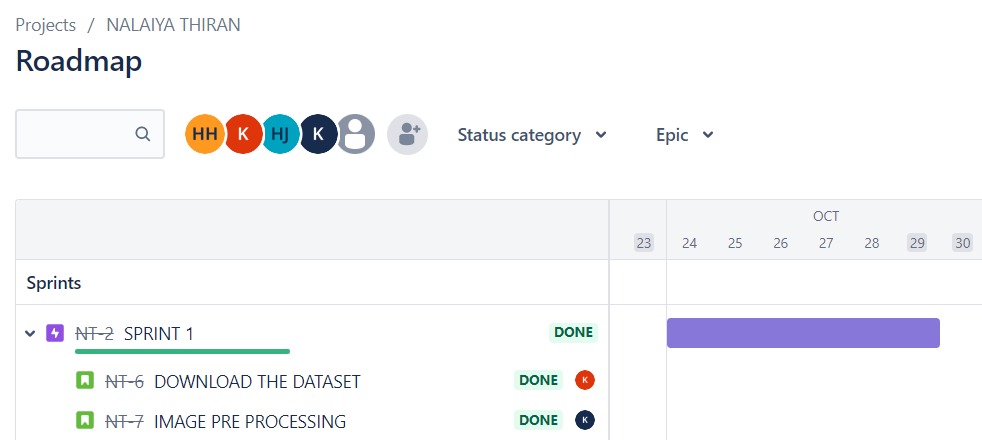 Projects / NALAIYA THIRAN
Roadmap
HH K HJ K Status category Epic
OCT
23 24 25 26 27 28 29 30
Sprints
NT-2 SPRINT 1 DONE
NT-6 DOWNLOAD THE DATASET DONE K
NT-7 IMAGE PRE PROCESSING DONE K